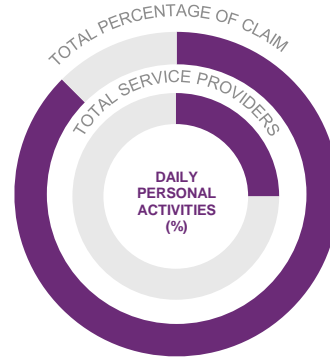 TOTAL PERCENTAGE OF CLAIM
TOTAL SERVICE PROVIDERS
DAILY
PERSONAL
ACTIVITIES
(%)